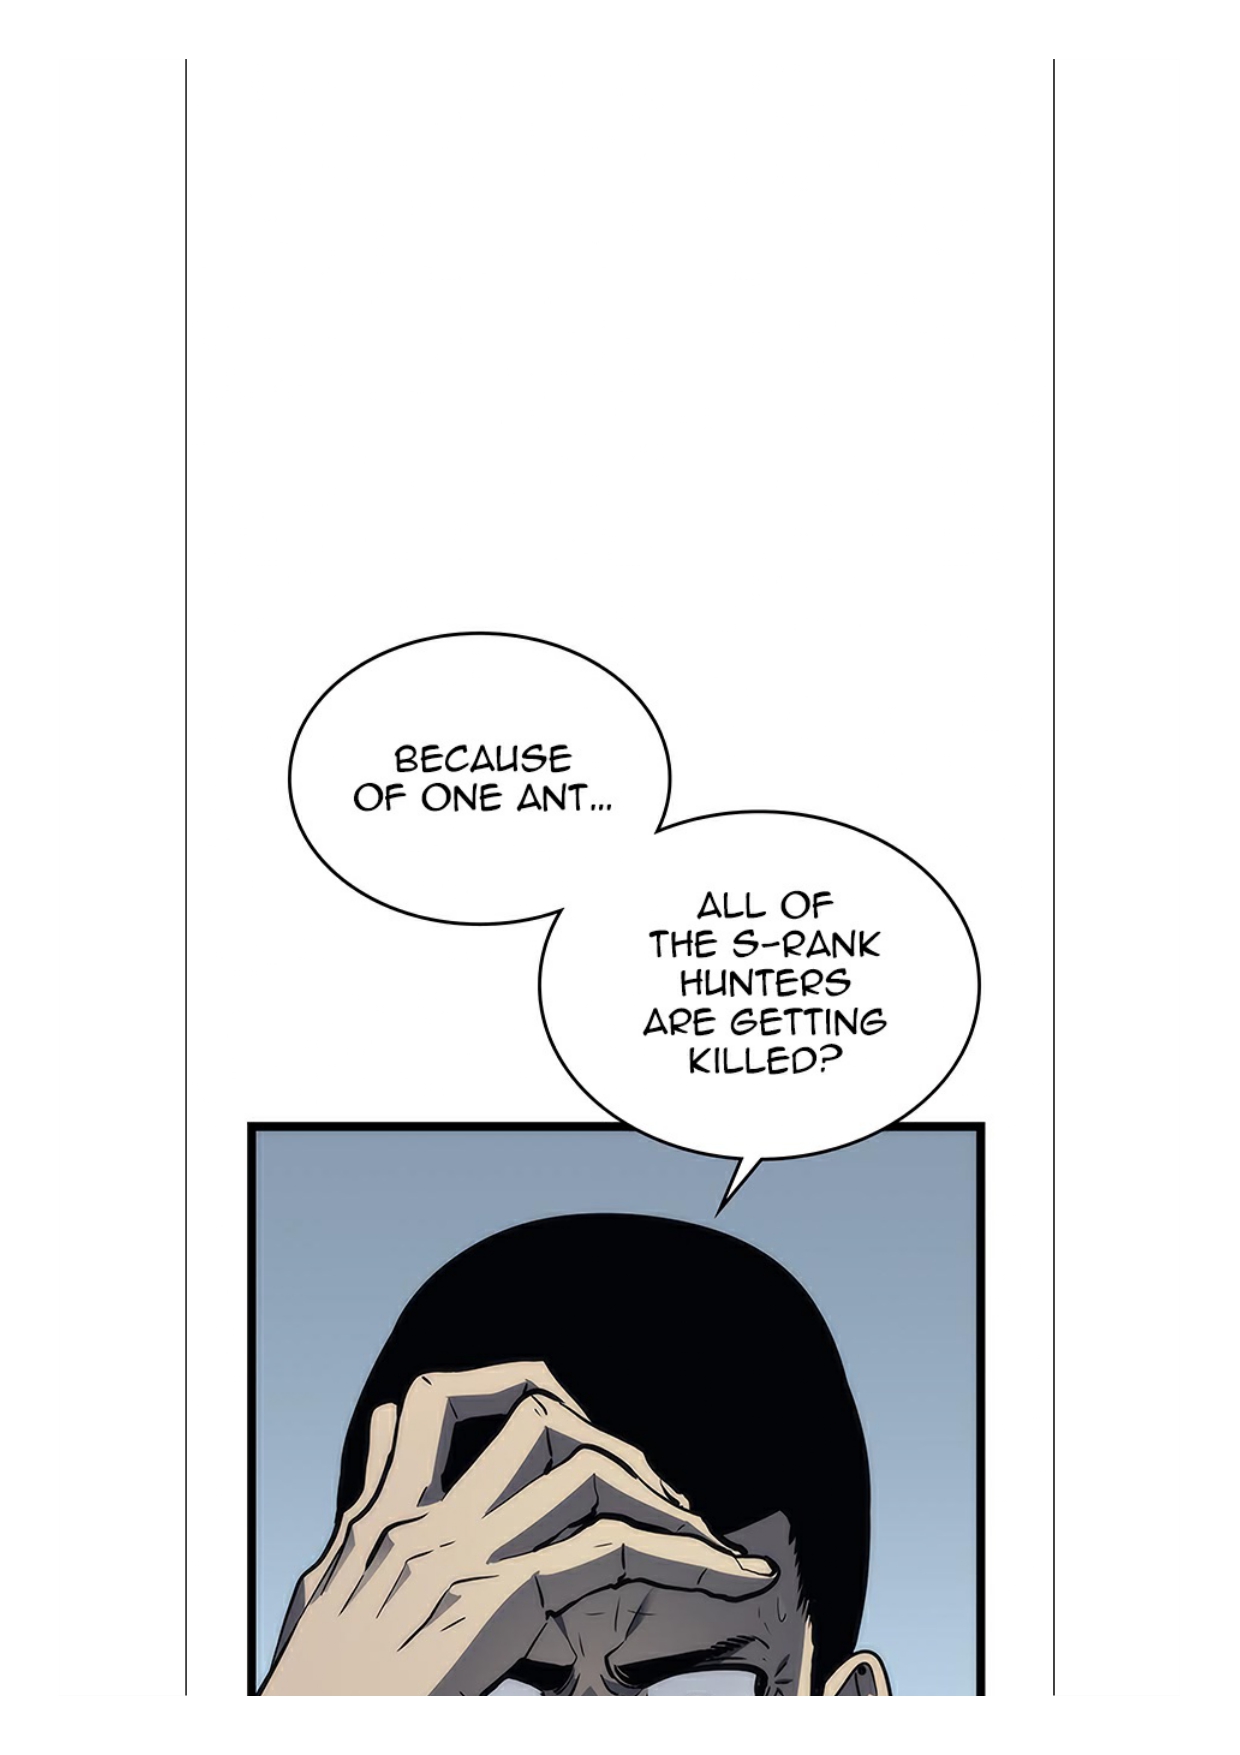 BECAUSE
OF ONE ANT...
ALL OF
THE S-RANK
HUNTERS
ARE GETTING
KILLED?